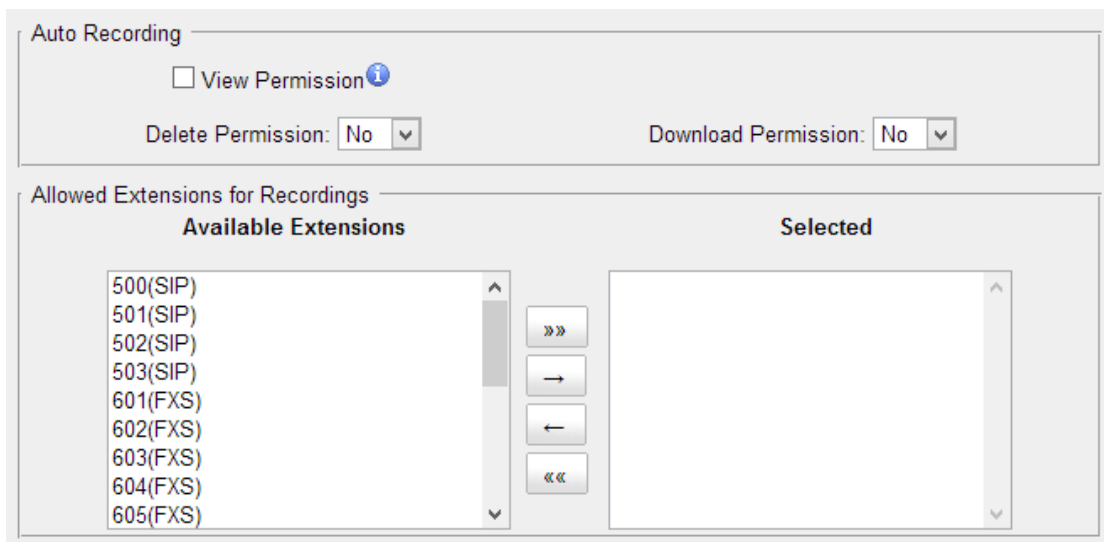 Auto Recording
View Permission
Delete Permission: No
Download Permission: No
Allowed Extensions for Recordings
Available Extensions
Selected
500(SIP)
501(SIP)
502(SIP)
503(SIP)
601(FXS)
602(FXS)
603(FXS)
604(FXS)
605(FXS)
»»
→
←
««